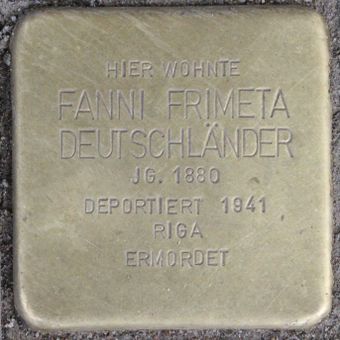 HIER WOHNTE
FANNI FRIMETA
DEUTSCHLÄNDER
JG. 1880
DEPORTIERT 1941
RIGA
ERMORDET